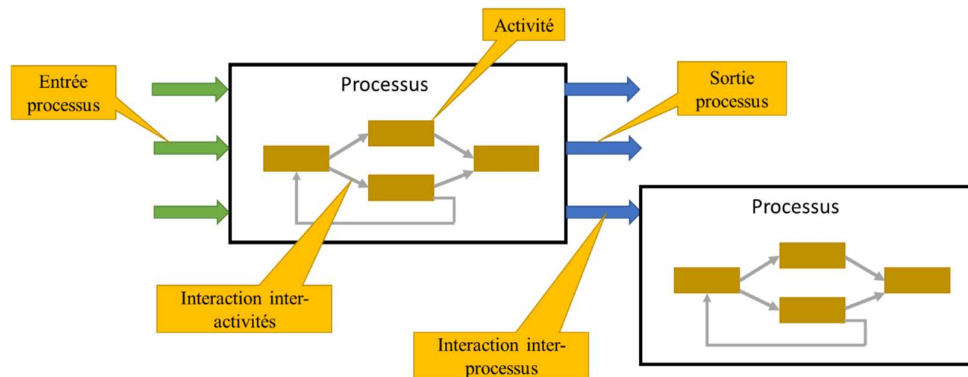 Activité
Entrée
processus
Processus
Sortie
processus
Processus
Interaction inter-
activités
Interaction inter-
processus